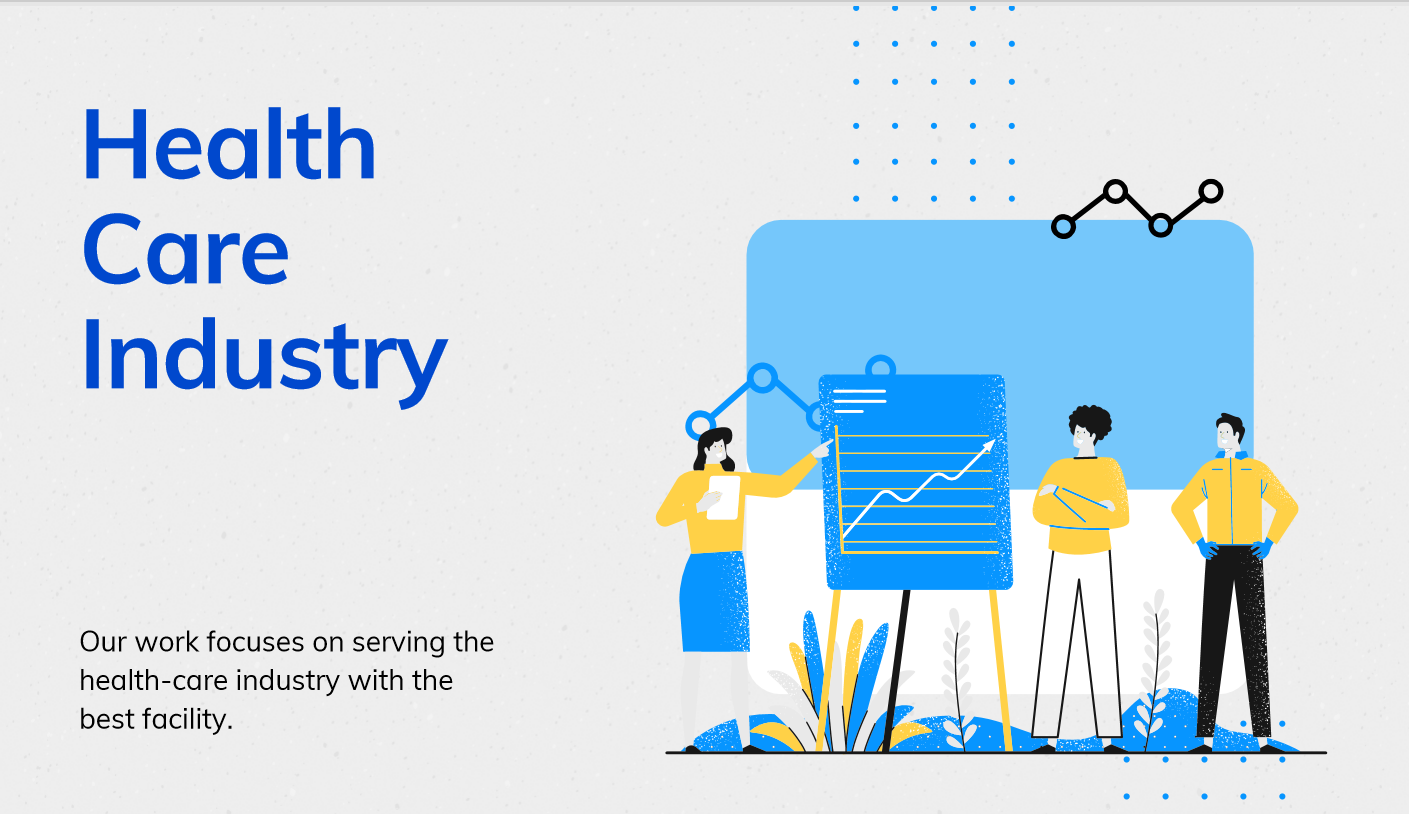 Health
Care
Industry
Our work focuses on serving the
health-care industry with the
best facility.